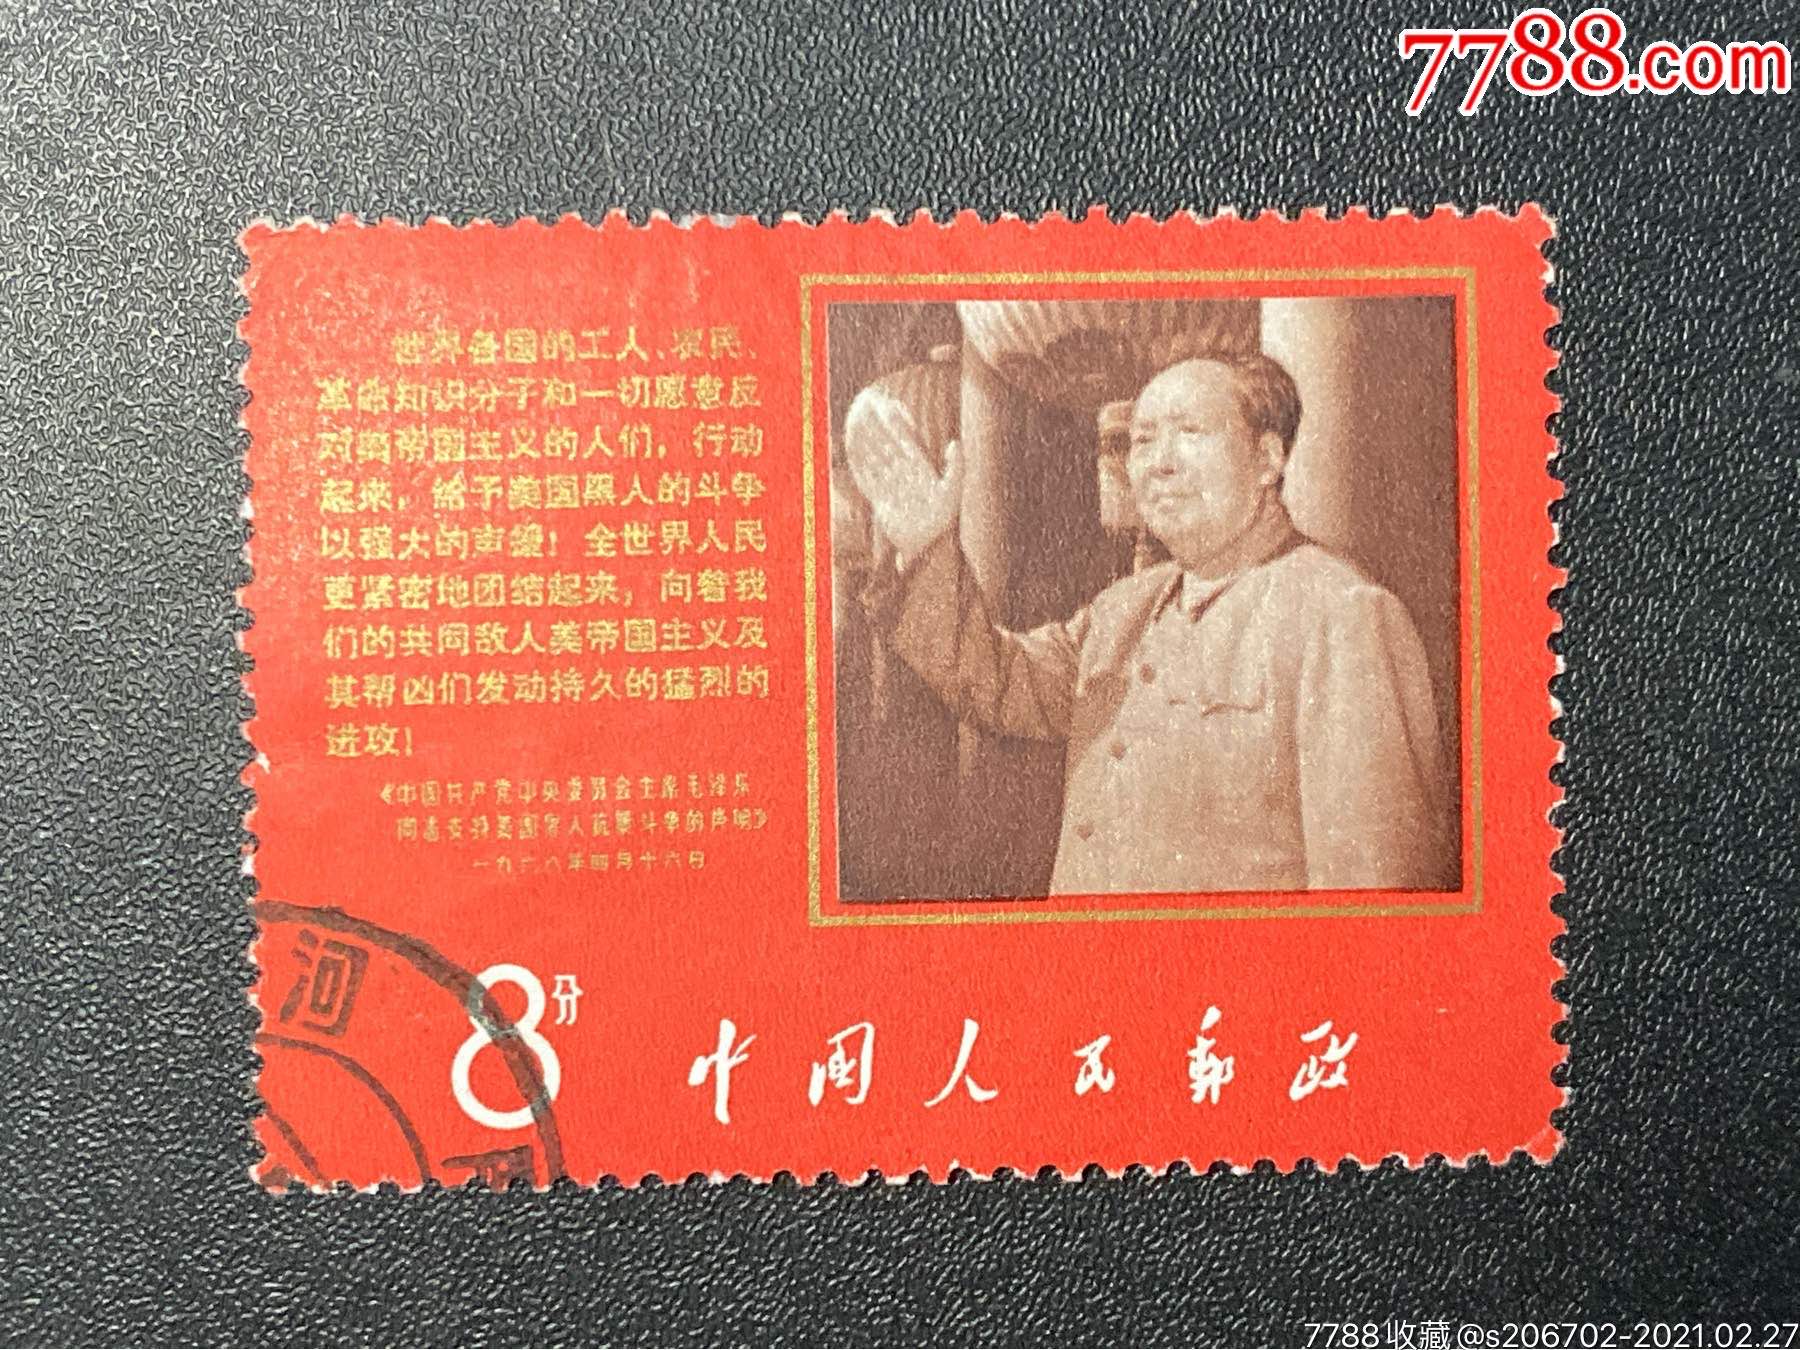 7788.com
世界各国的工人、农民、
革命知识分子和一切愿意反
对美帝国主义的人们，行动
起来，给予美国黑人的斗争
以强大的声援！全世界人民
更紧密地团结起来，向着我
们的共同敌人美帝国主义及
其帮凶们发动持久的猛烈的
进攻！
《中国共产党中央委员会主席毛泽东
同志支持美国黑人抗暴斗争的声明》
一九六八年四月十六日
河
8分
中国人民邮政
7788收藏@s206702-2021.02.27